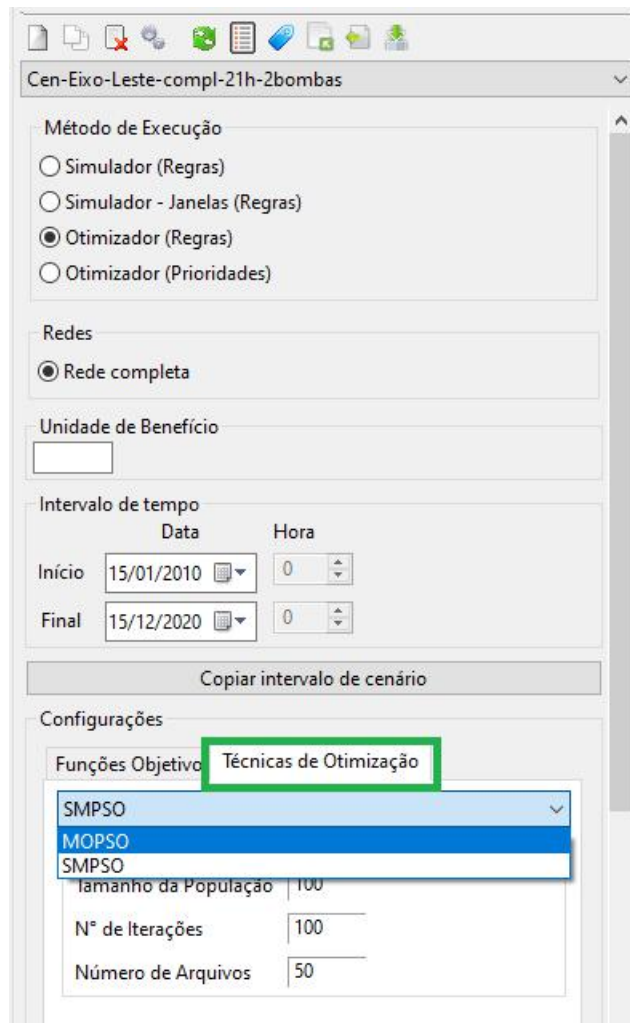 Cen-Eixo-Leste-compl-21h-2bombas
Método de Execução
Simulador (Regras)
Simulador - Janelas (Regras)
Otimizador (Regras)
Otimizador (Prioridades)
Redes
Rede completa
Unidade de Benefício
Intervalo de tempo
Data Hora
Início 15/01/2010 0
Final 15/12/2020 0
Copiar intervalo de cenário
Configurações
Funções Objetivo Técnicas de Otimização
SMPSO
MOPSO
SMPSO
Tamanho da População 100
N° de Iterações 100
Número de Arquivos 50